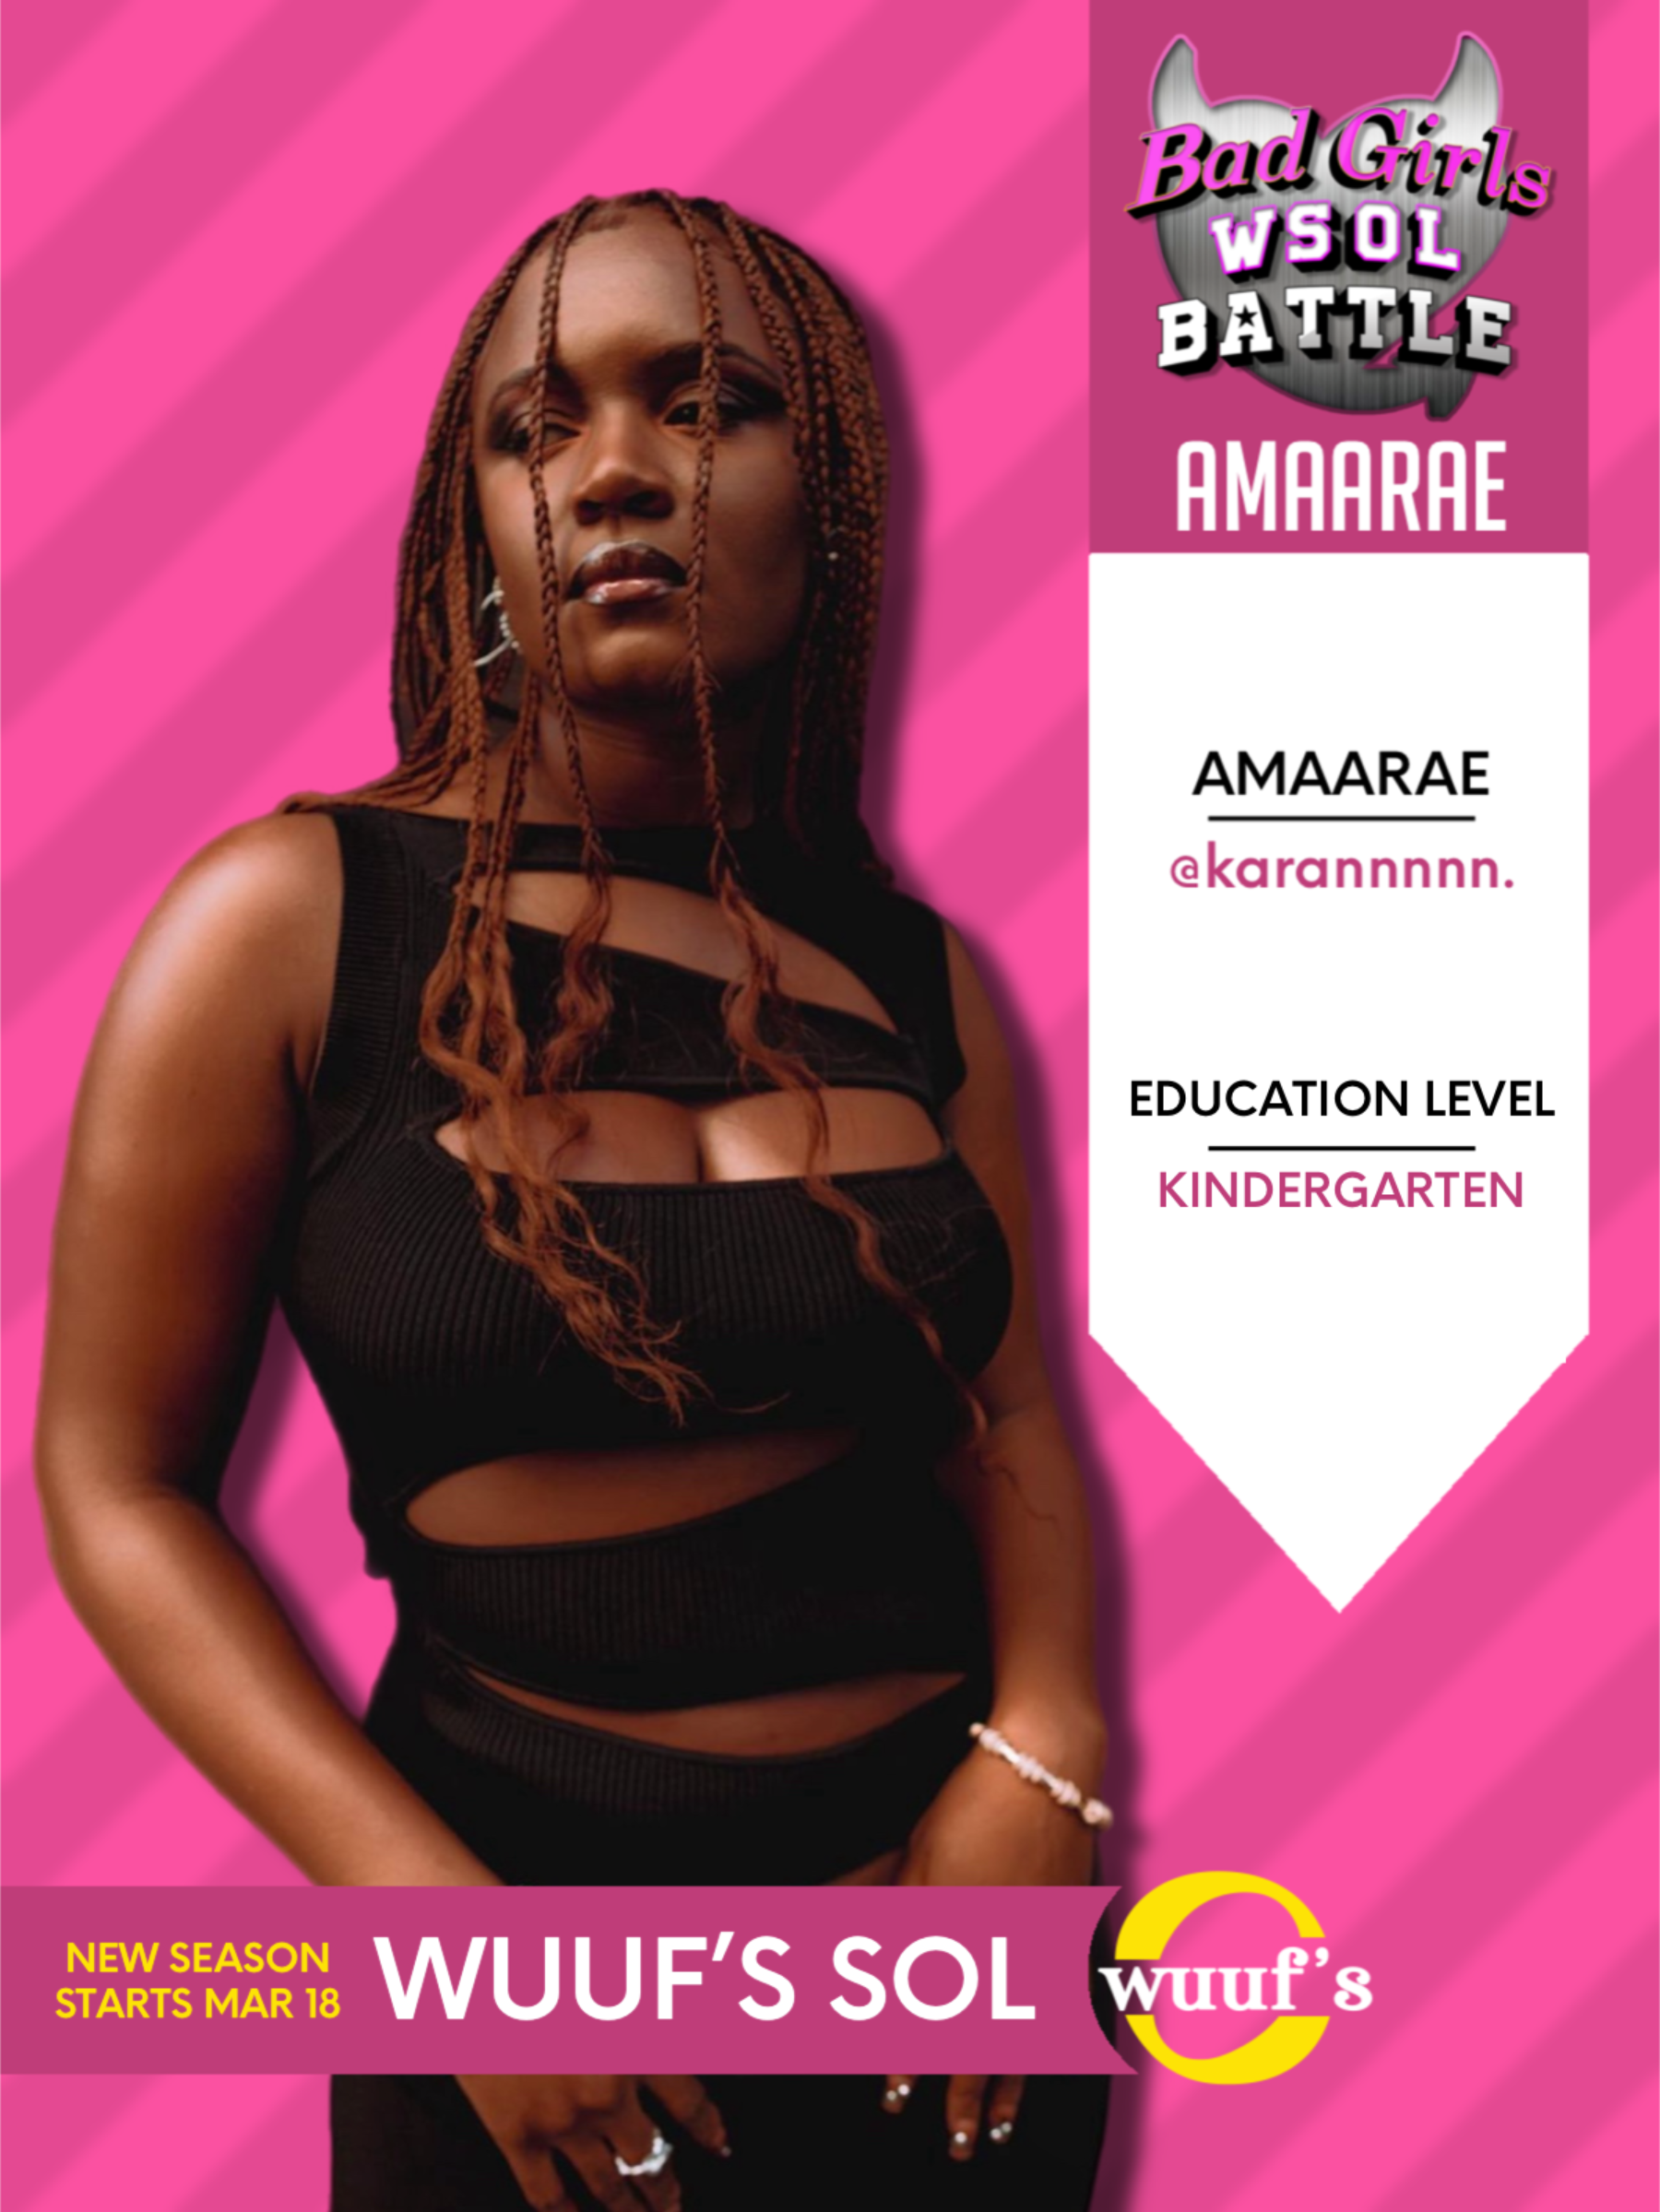 Bad Girls
WSOL
BATTLE
AMAARAE
AMAARAE
@karannnnn.
EDUCATION LEVEL
KINDERGARTEN
NEW SEASON
STARTS MAR 18
WUUF'S SOL
wuuf's